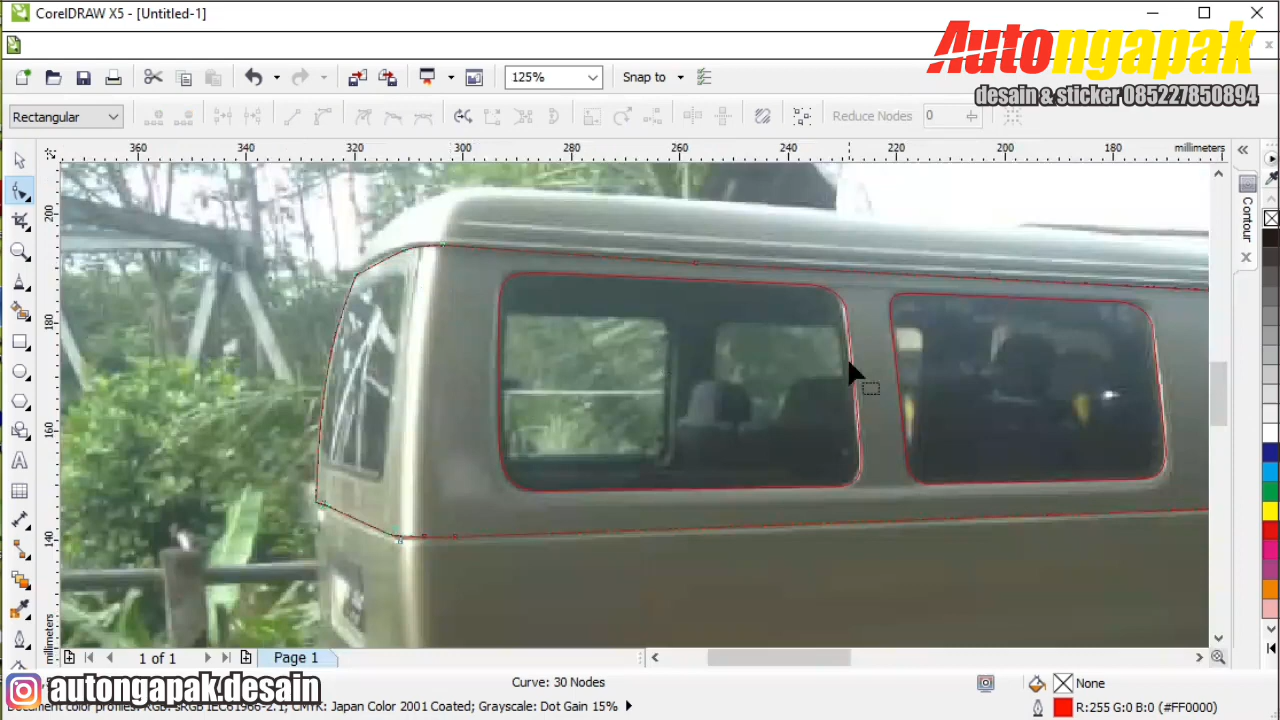 CorelDRAW X5 - [Untitled-1]
Autongapak
desain & sticker 085227850894
125%
Snap to
Rectangular
Reduce Nodes 0
360 340 320 300 280 260 240 220 200 180 millimeters
200
180
160
140
millimeters
Contour
1 of 1
Page 1
autongapak.desain
Curve: 30 Nodes
None
Document color profiles: RGB: sRGB IEC61966-2.1; CMYK: Japan Color 2001 Coated; Grayscale: Dot Gain 15%
R:255 G:0 B:0 (#FF0000)